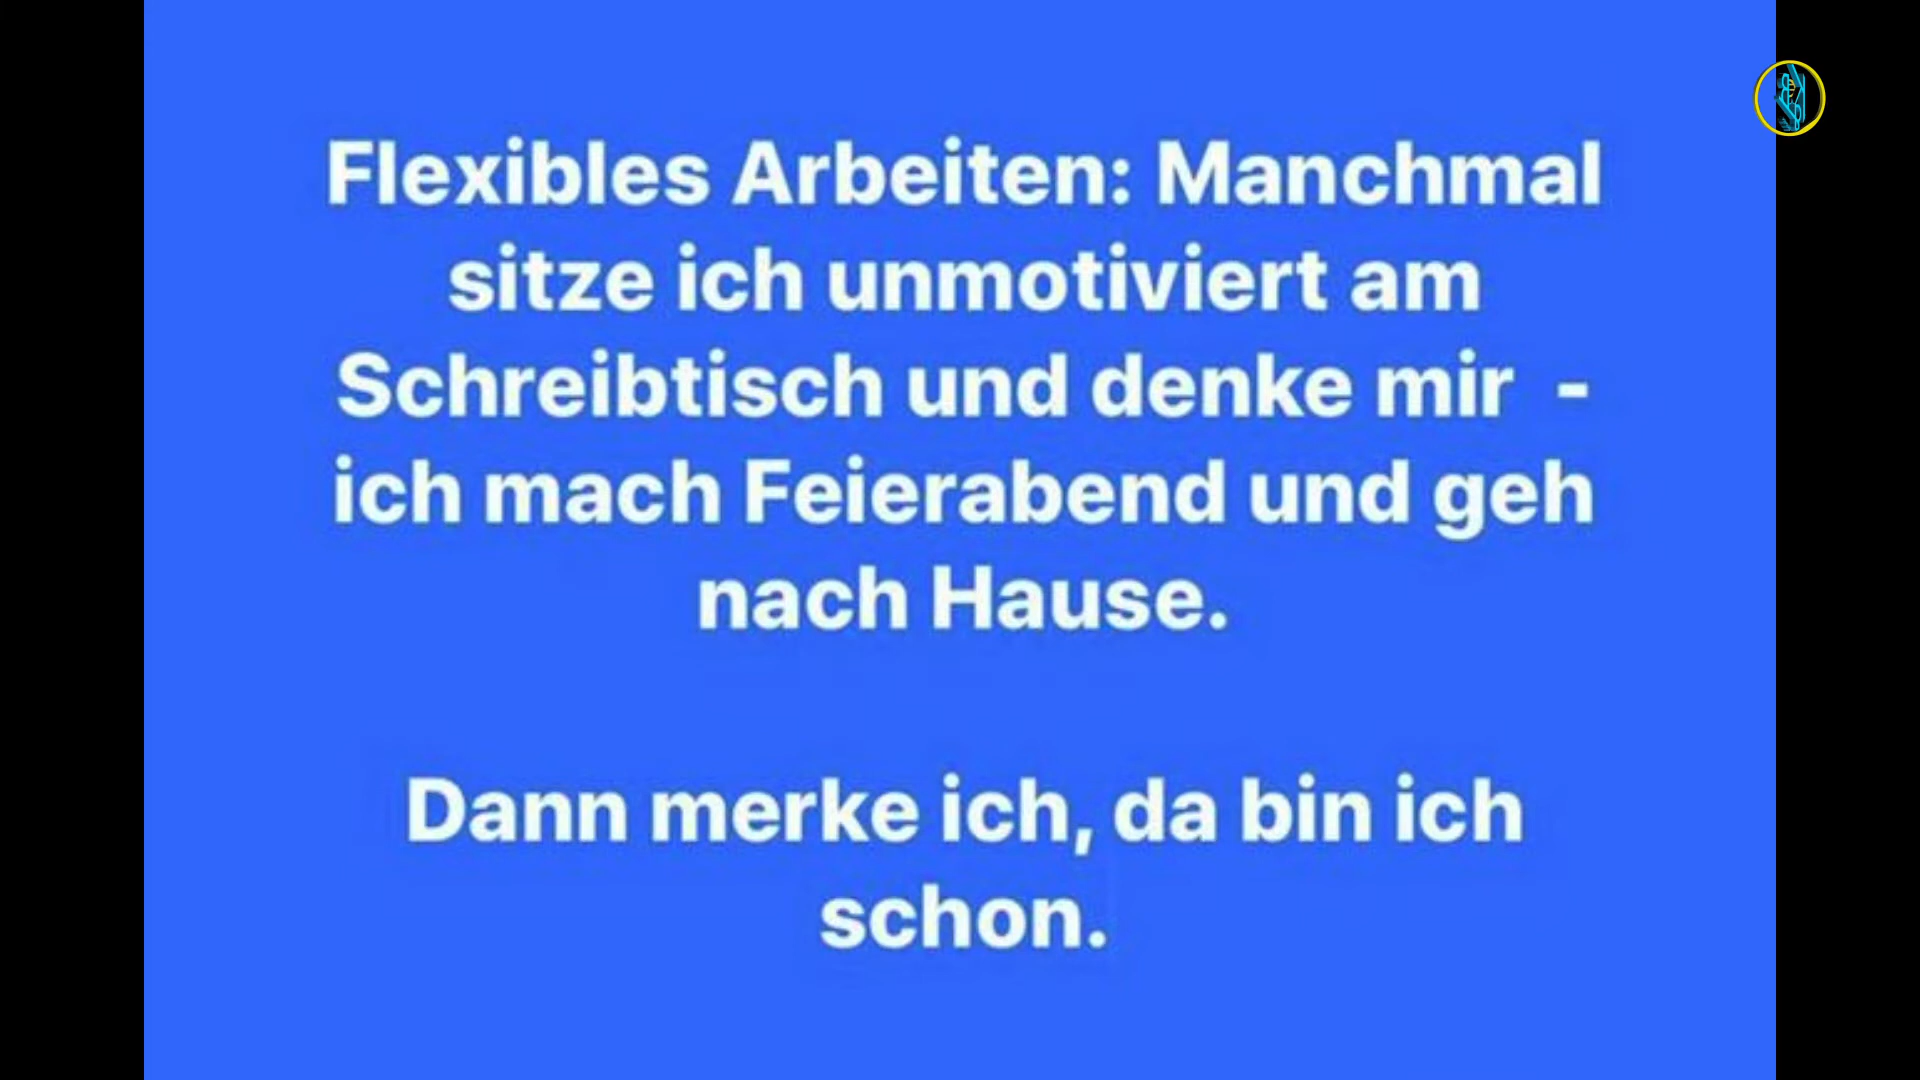 Flexibles Arbeiten: Manchmal
sitze ich unmotiviert am
Schreibtisch und denke mir  -
ich mach Feierabend und geh
nach Hause.
Dann merke ich, da bin ich
schon.